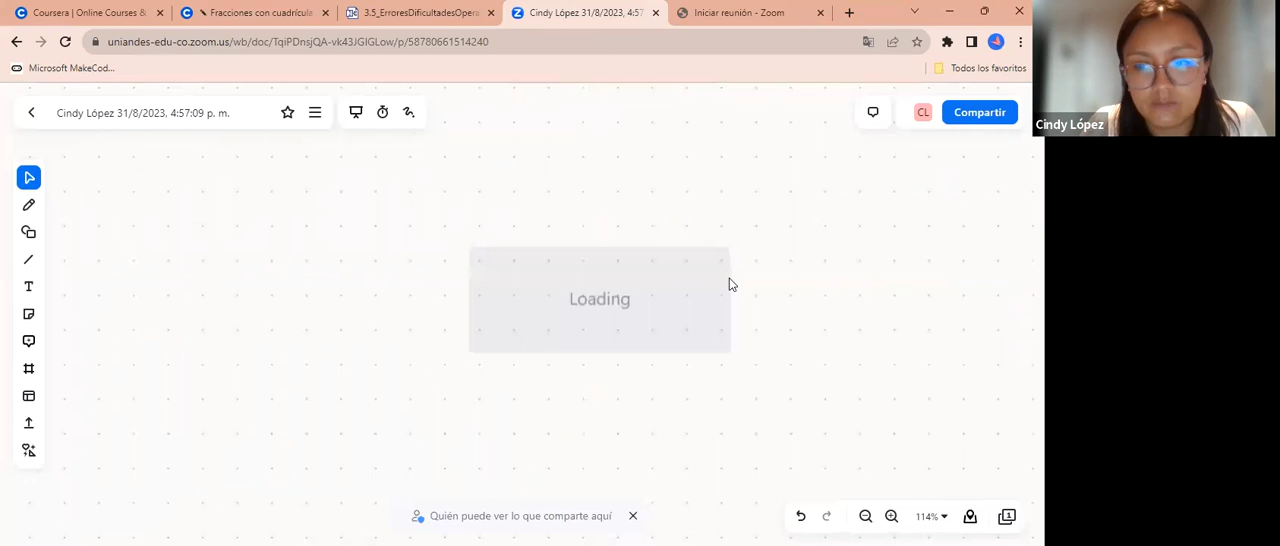 Coursera | Online Courses &
Fracciones con cuadrícula
3.5_ErroresDificultadesOpera
Cindy López 31/8/2023, 4:57
Iniciar reunión - Zoom
uniandes-edu-co.zoom.us/wb/doc/TqiPDnsjQA-vk43JGIGLow/p/58780661514240
Microsoft MakeCod...
Todos los favoritos
Cindy López
Cindy López 31/8/2023, 4:57:09 p. m.
CL
Compartir
Loading
Quién puede ver lo que comparte aquí
114%
1